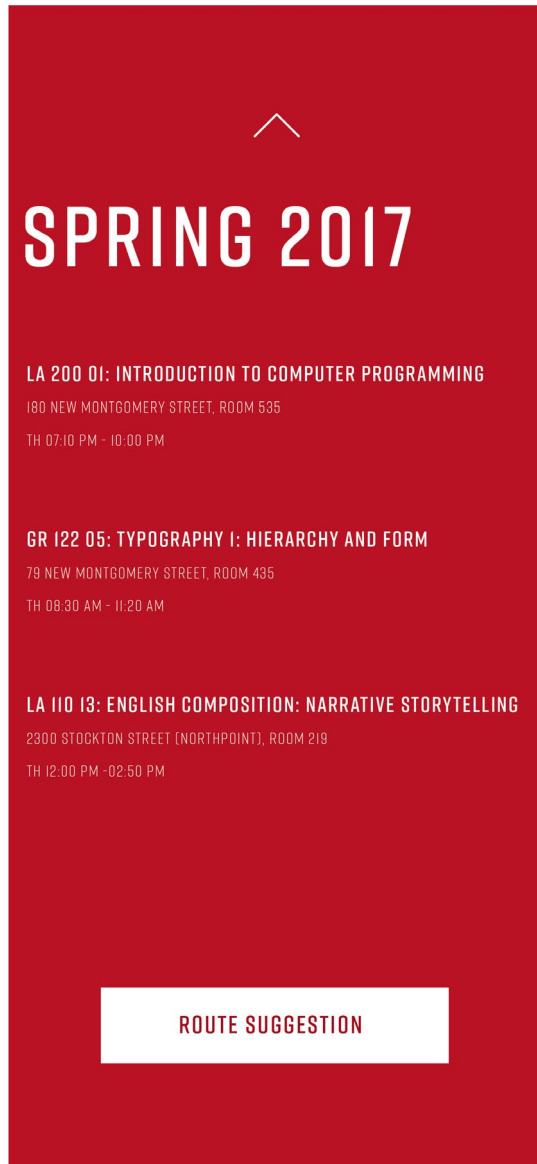 SPRING 2017
LA 200 01: INTRODUCTION TO COMPUTER PROGRAMMING
180 NEW MONTGOMERY STREET, ROOM 535
TH 07:10 PM - 10:00 PM
GR 122 05: TYPOGRAPHY 1: HIERARCHY AND FORM
79 NEW MONTGOMERY STREET, ROOM 435
TH 08:30 AM - 11:20 AM
LA 110 13: ENGLISH COMPOSITION: NARRATIVE STORYTELLING
2300 STOCKTON STREET (NORTHPOINT), ROOM 219
TH 12:00 PM -02:50 PM
ROUTE SUGGESTION